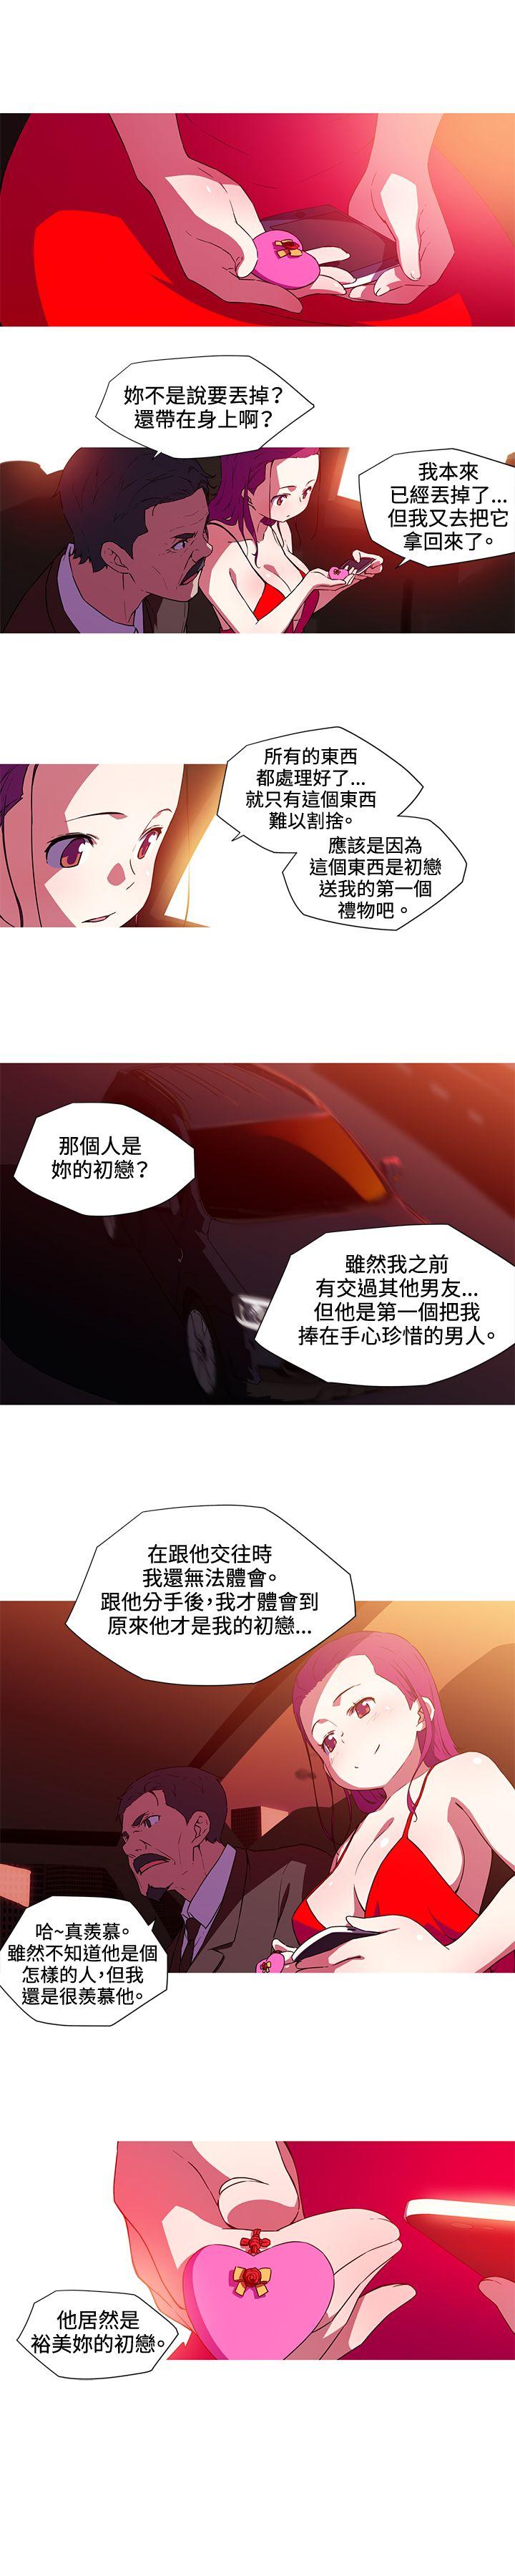 妳不是說要丟掉？
還帶在身上啊？
我本來
已經丟掉了…
但我又去把它
拿回來了。
所有的東西
都處理好了…
就只有這個東西
難以割捨。
應該是因為
這個東西是初戀
送我的第一個
禮物吧。
那個人是
妳的初戀？
雖然我之前
有交過其他男友…
但他是第一個把我
捧在手心珍惜的男人。
在跟他交往時
我還無法體會。
跟他分手後，我才體會到
原來他才是我的初戀…
哈~真羨慕。
雖然不知道他是個
怎樣的人，但我
還是很羨慕他。
他居然是
裕美妳的初戀。